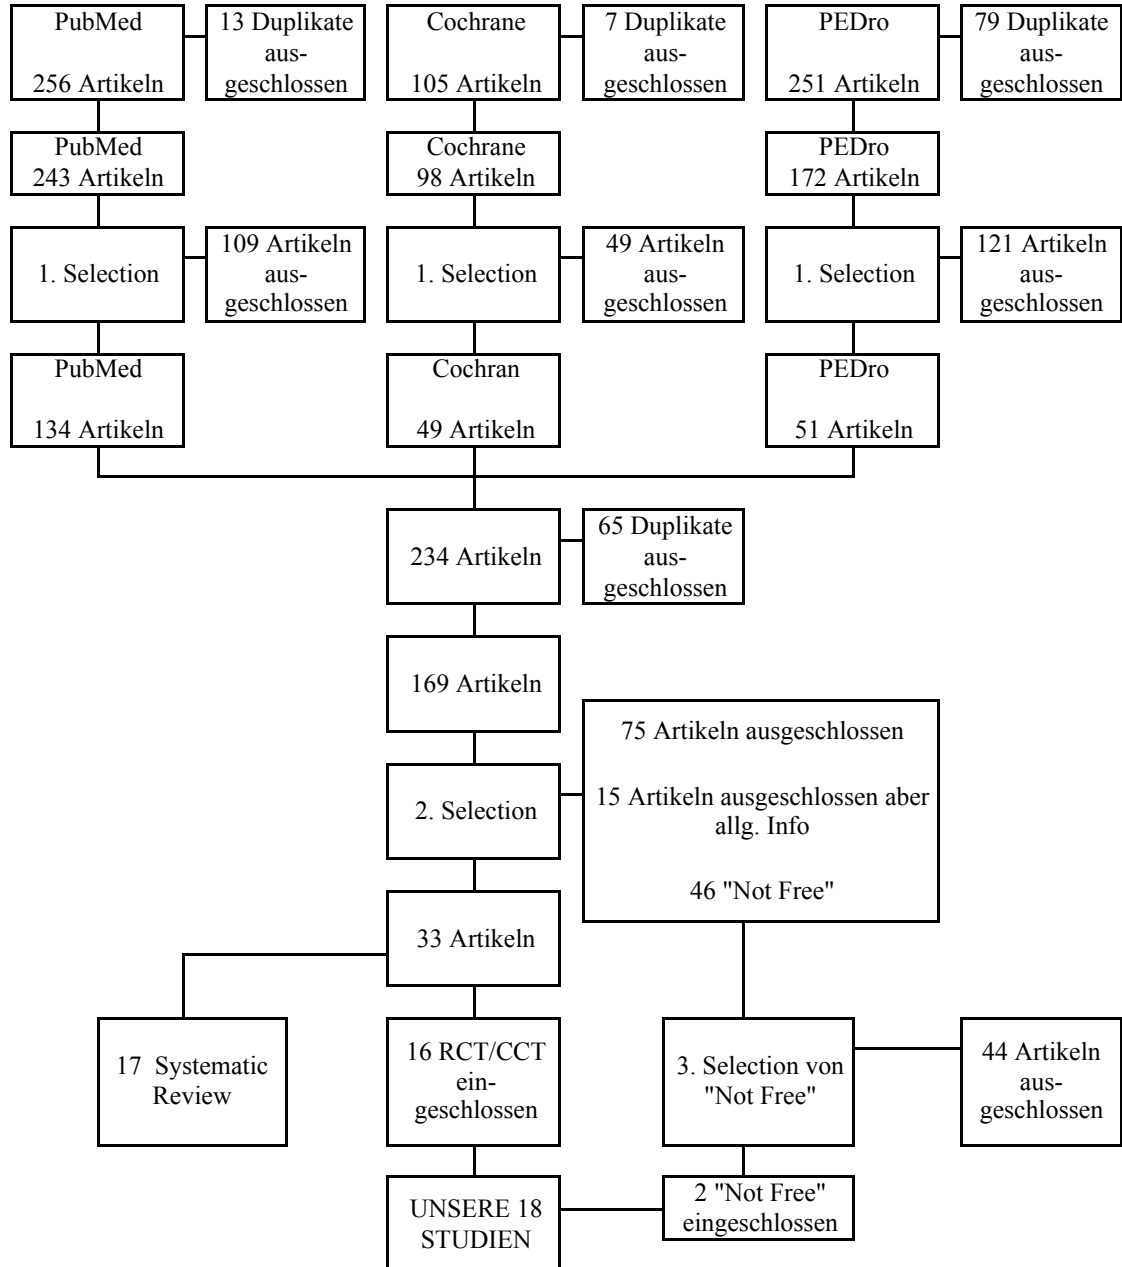 PubMed
256 Artikeln
13 Duplikate
aus-
geschlossen
Cochrane
105 Artikeln
7 Duplikate
aus-
geschlossen
PEDro
251 Artikeln
79 Duplikate
aus-
geschlossen
PubMed
243 Artikeln
Cochrane
98 Artikeln
PEDro
172 Artikeln
1. Selection
109 Artikeln
aus-
geschlossen
1. Selection
49 Artikeln
aus-
geschlossen
1. Selection
121 Artikeln
aus-
geschlossen
PubMed
134 Artikeln
Cochran
49 Artikeln
PEDro
51 Artikeln
234 Artikeln
65 Duplikate
aus-
geschlossen
169 Artikeln
2. Selection
75 Artikeln ausgeschlossen
15 Artikeln ausgeschlossen aber
allg. Info
46 "Not Free"
33 Artikeln
17 Systematic
Review
16 RCT/CCT
ein-
geschlossen
3. Selection von
"Not Free"
44 Artikeln
aus-
geschlossen
UNSERE 18
STUDIEN
2 "Not Free"
eingeschlossen